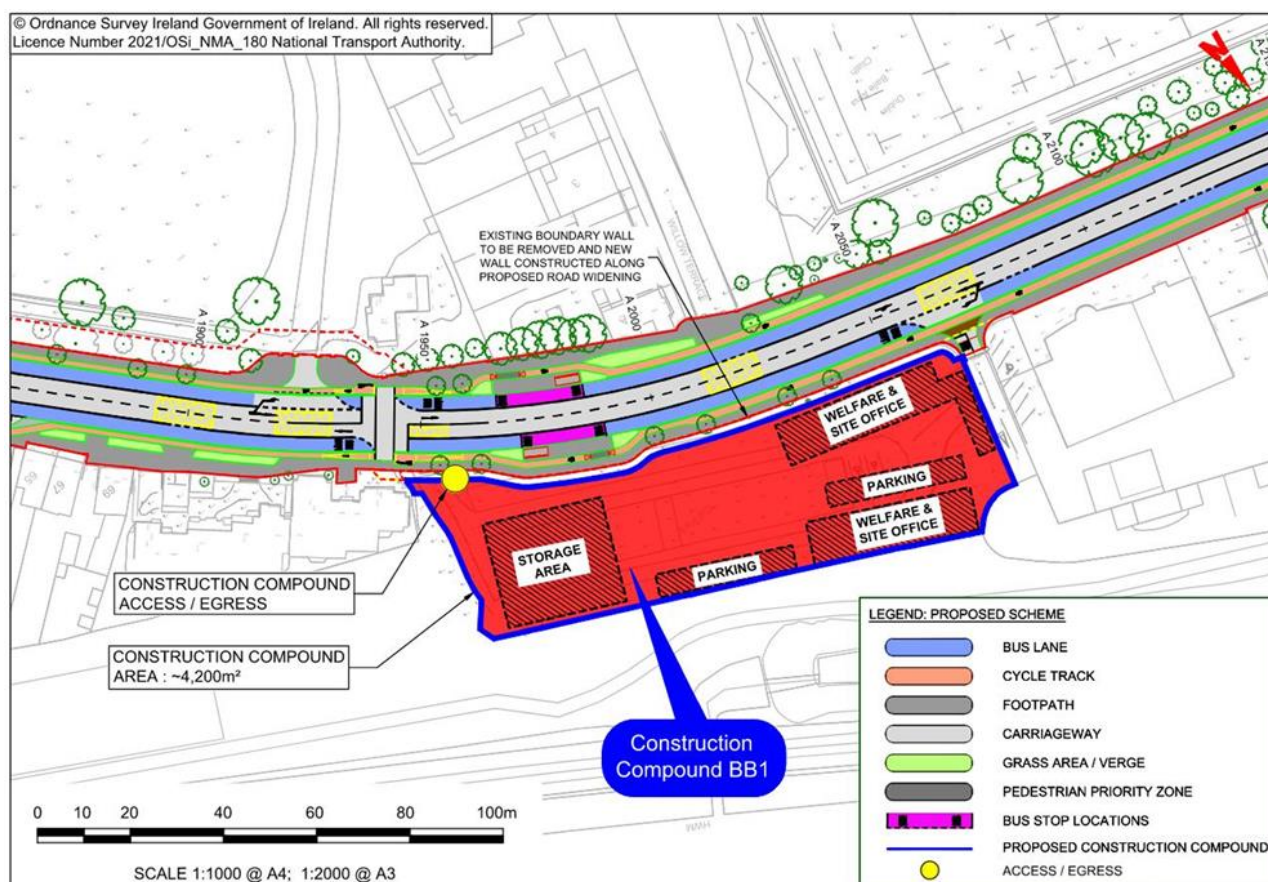 © Ordnance Survey Ireland Government of Ireland. All rights reserved.
Licence Number 2021/OSi_NMA_180 National Transport Authority.
N
A 2100
A 2050
EXISTING BOUNDARY WALL
TO BE REMOVED AND NEW
WALL CONSTRUCTED ALONG
PROPOSED ROAD WIDENING
WILLOW TERRACE
A 2000
A 1950
A 1900
WELFARE &
SITE OFFICE
PARKING
WELFARE &
SITE OFFICE
STORAGE
AREA
PARKING
CONSTRUCTION COMPOUND
ACCESS / EGRESS
CONSTRUCTION COMPOUND
AREA : ~4,200m²
Construction
Compound BB1
HWM
0 10 20 40 60 80 100m
SCALE 1:1000 @ A4; 1:2000 @ A3
LEGEND: PROPOSED SCHEME
BUS LANE
CYCLE TRACK
FOOTPATH
CARRIAGEWAY
GRASS AREA / VERGE
PEDESTRIAN PRIORITY ZONE
BUS STOP LOCATIONS
PROPOSED CONSTRUCTION COMPOUND
ACCESS / EGRESS